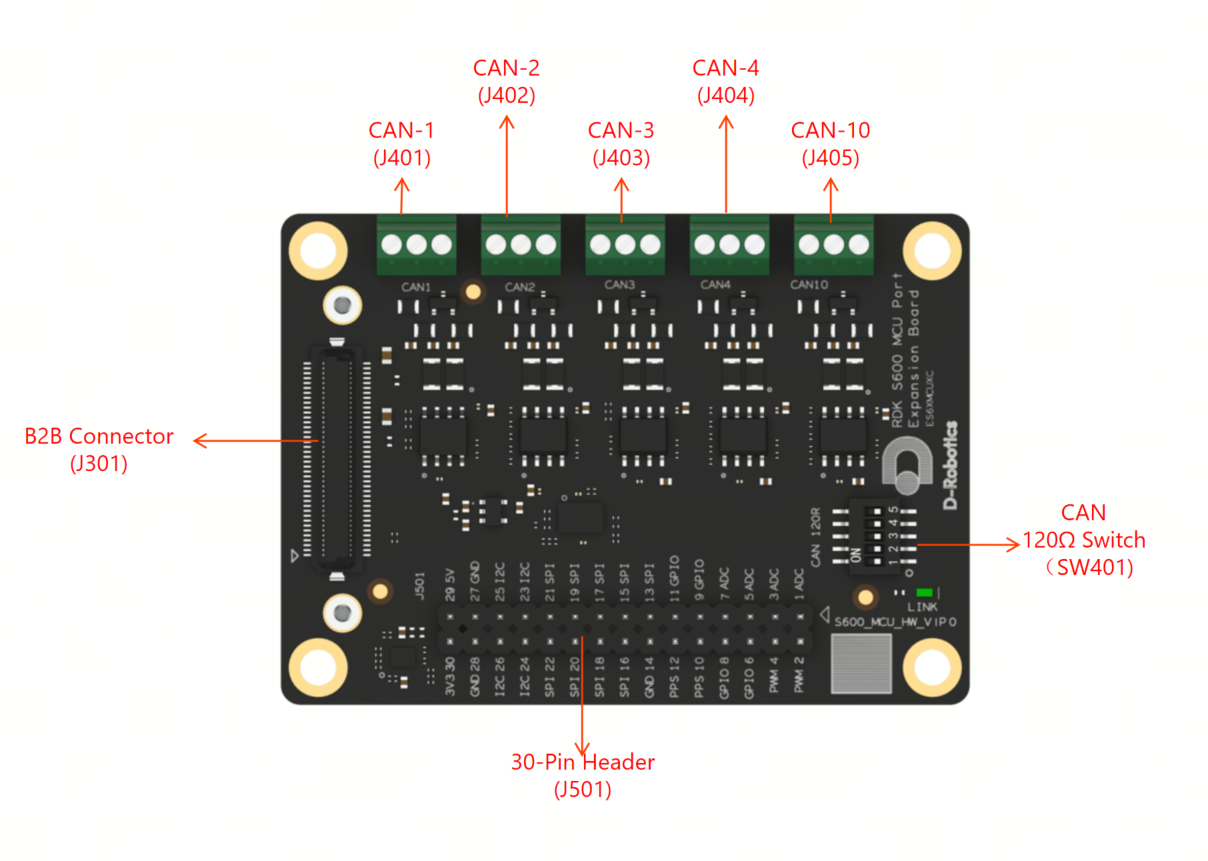 CAN-2
(J402)
CAN-4
(J404)
CAN-1
(J401)
CAN-3
(J403)
CAN-10
(J405)
CAN1
CAN2
CAN3
CAN4
CAN10
RDK S600 MCU Port
Expansion Board
ES6XMCUXC
D-Robotics
B2B Connector
(J301)
CAN 120R
ON
1 2 3 4 5
CAN
120Ω Switch
（SW401）
LINK
S600_MCU_HW_V1P0
J501
29 5V
27 GND
25 I2C
23 I2C
21 SPI
19 SPI
17 SPI
15 SPI
13 SPI
11 GPIO
9 GPIO
7 ADC
5 ADC
3 ADC
1 ADC
3V3 30
GND 28
I2C 26
I2C 24
SPI 22
SPI 20
SPI 18
SPI 16
GND 14
PPS 12
PPS 10
GPIO 8
GPIO 6
PWM 4
PWM 2
30-Pin Header
(J501)